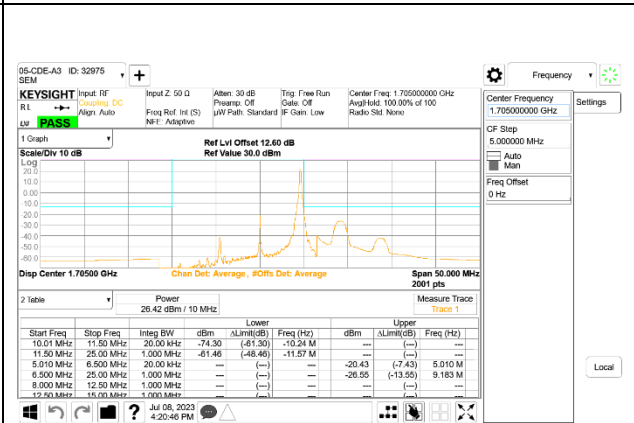 05-CDE-A3 ID: 32975
SEM
Frequency
KEYSIGHT Input: RF Input Z: 50 Ω Atten: 30 dB Trig: Free Run Center Freq: 1.705000000 GHz
Coupling: DC Preamp: Off Gate: Off Avg|Hold: 100.00% of 100
RL Align: Auto Freq Ref: Int (S) µW Path: Standard IF Gain: Low Radio Std: None
NFE: Adaptive
PASS
Center Frequency
1.705000000 GHz
Settings
CF Step
5.000000 MHz
Auto
Man
Freq Offset
0 Hz
1 Graph
Ref Lvl Offset 12.60 dB
Scale/Div 10 dB Ref Value 30.0 dBm
Log
20.0
10.0
0.00
-10.0
-20.0
-30.0
-40.0
-50.0
-60.0
Disp Center 1.70500 GHz Chan Det: Average, #Offs Det: Average Span 50.000 MHz
2001 pts
2 Table Power Measure Trace
26.42 dBm / 10 MHz Trace 1
Lower Upper
Start Freq Stop Freq Integ BW dBm ΔLimit(dB) Freq (Hz) dBm ΔLimit(dB) Freq (Hz)
10.01 MHz 11.50 MHz 20.00 kHz -74.30 (-61.30) -10.24 M --- (---) ---
11.50 MHz 25.00 MHz 1.000 MHz -61.46 (-48.46) -11.57 M --- (---) ---
5.010 MHz 6.500 MHz 20.00 kHz --- (---) --- -20.43 (-7.43) 5.010 M
6.500 MHz 25.00 MHz 1.000 MHz --- (---) --- -26.55 (-13.55) 9.183 M
8.000 MHz 12.50 MHz 1.000 MHz --- (---) --- --- (---) ---
12.50 MHz 15.00 MHz 1.000 MHz --- (---) --- --- (---) ---
Local
? Jul 08, 2023
4:20:46 PM